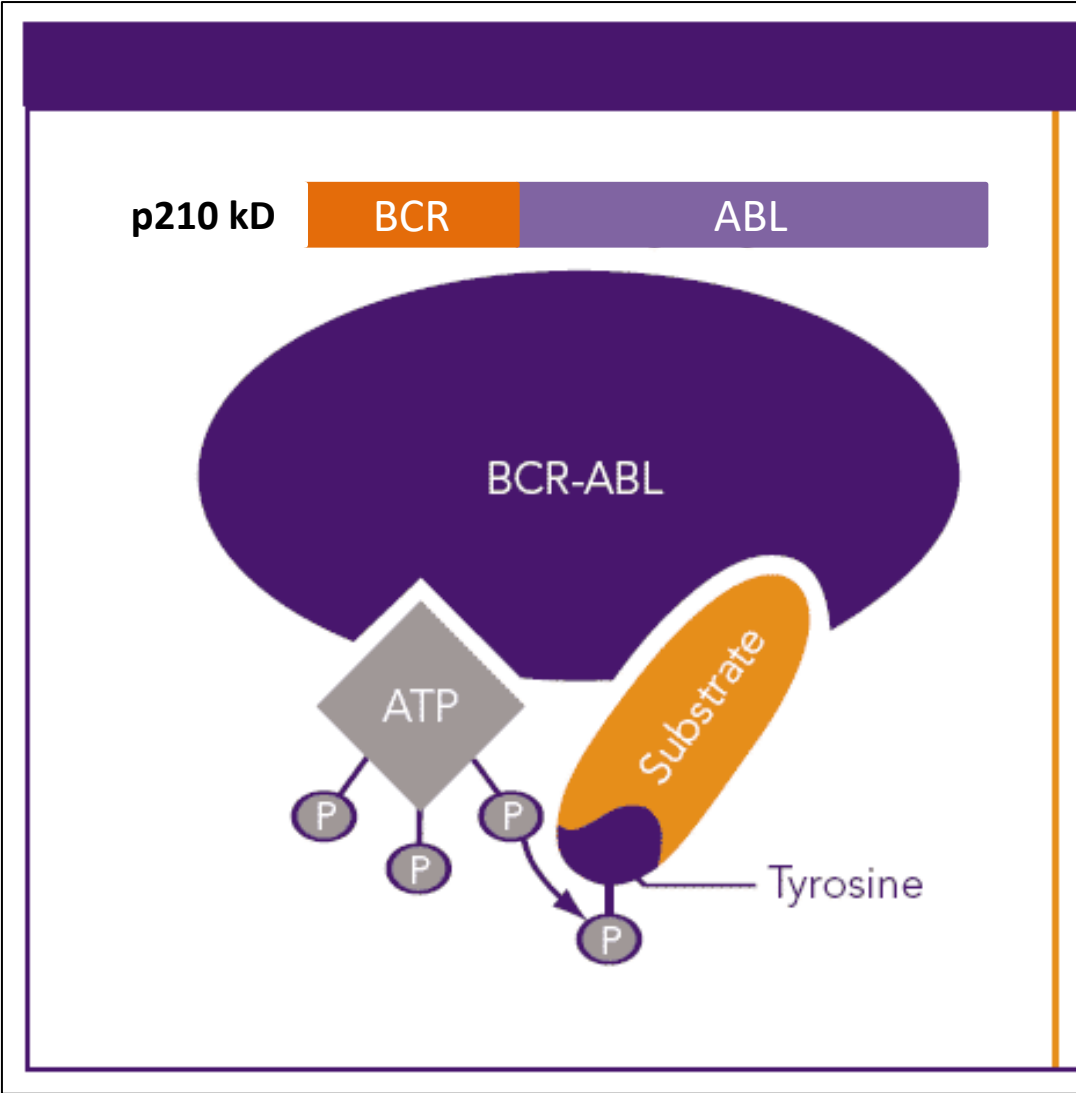 p210 kD BCR ABL
BCR-ABL
ATP
Substrate
P
P
P
Tyrosine
P